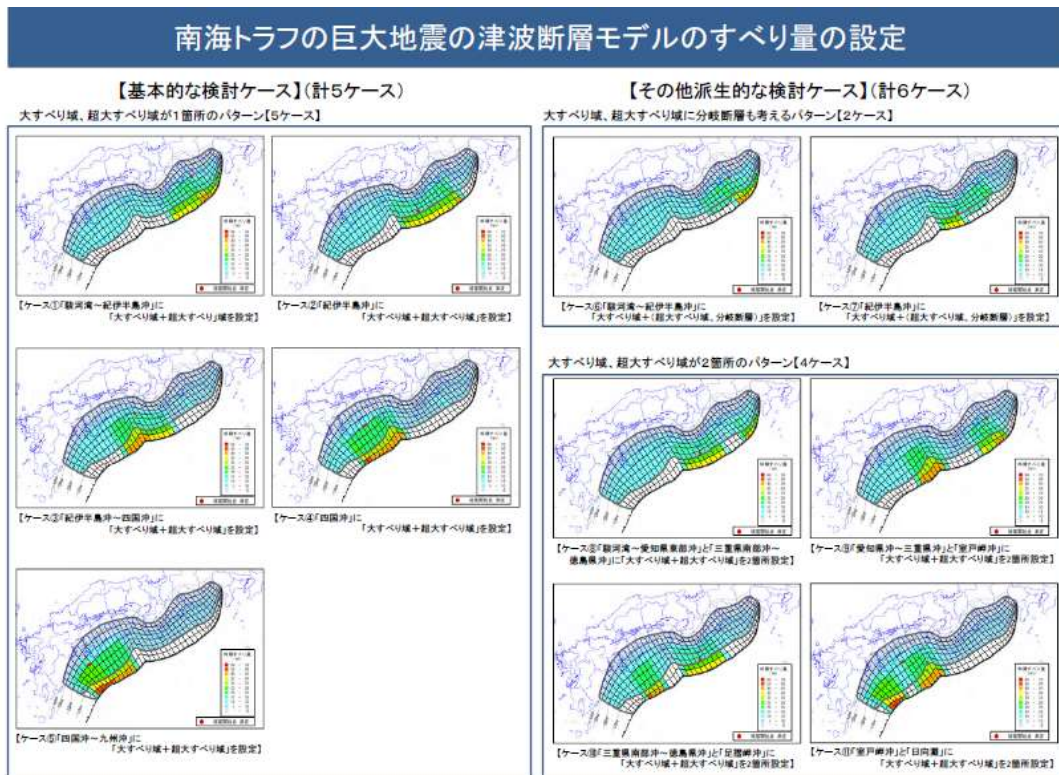 南海トラフの巨大地震の津波断層モデルのすべり量の設定
【基本的な検討ケース】(計5ケース)
大すべり域、超大すべり域が1箇所のパターン【5ケース】
【ケース①「駿河湾~紀伊半島沖」に
「大すべり域+超大すべり」域を設定】
【ケース②「紀伊半島沖」に
「大すべり域+超大すべり域」を設定】
【ケース③「紀伊半島沖~四国沖」に
「大すべり域+超大すべり域」を設定】
【ケース④「四国沖」に
「大すべり域+超大すべり域」を設定】
【ケース⑤「四国沖~九州沖」に
「大すべり域+超大すべり域」を設定】
【その他派生的な検討ケース】(計6ケース)
大すべり域、超大すべり域に分岐断層も考えるパターン【2ケース】
【ケース⑥「駿河湾~紀伊半島沖」に
「大すべり域+(超大すべり域、分岐断層)」を設定】
【ケース⑦「紀伊半島沖」に
「大すべり域+(超大すべり域、分岐断層)」を設定】
大すべり域、超大すべり域が2箇所のパターン【4ケース】
【ケース⑧「駿河湾~愛知県東部沖」と「三重県南部沖~
徳島県沖」に「大すべり域+超大すべり域」を2箇所設定】
【ケース⑨「愛知県沖~三重県沖」と「室戸岬沖」に
「大すべり域+超大すべり域」を2箇所設定】
【ケース⑩「三重県南部沖~徳島県沖」と「足摺岬沖」に
「大すべり域+超大すべり域」を2箇所設定】
【ケース⑪「室戸岬沖」と「日向灘」に
「大すべり域+超大すべり域」を2箇所設定】